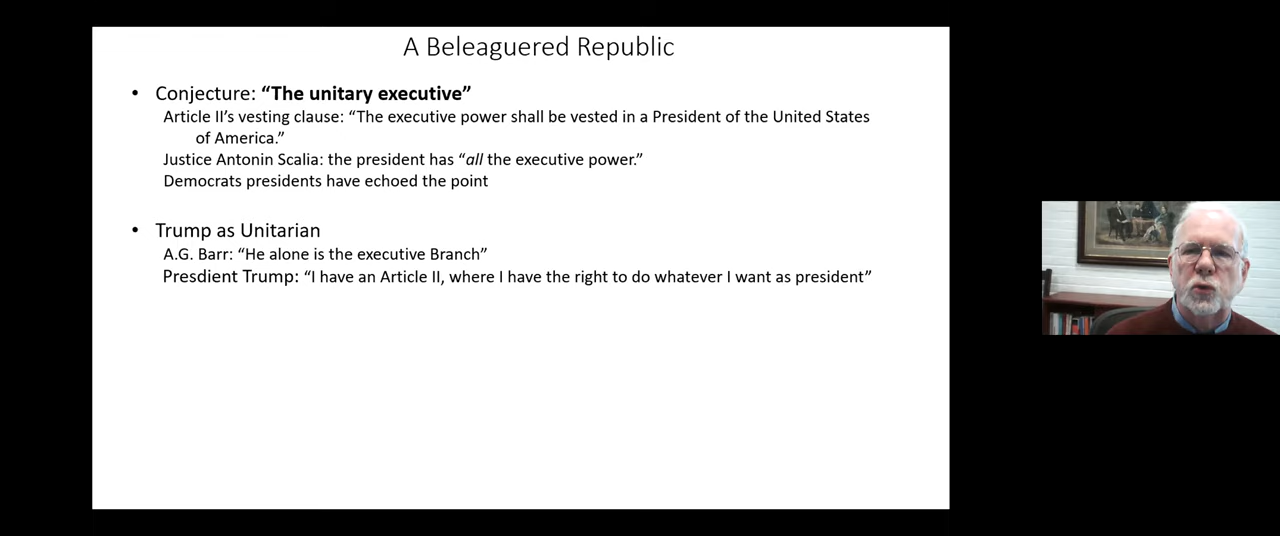 A Beleaguered Republic
• Conjecture: “The unitary executive”
Article II’s vesting clause: “The executive power shall be vested in a President of the United States
of America.”
Justice Antonin Scalia: the president has “all the executive power.”
Democrats presidents have echoed the point
• Trump as Unitarian
A.G. Barr: “He alone is the executive Branch”
Presdient Trump: “I have an Article II, where I have the right to do whatever I want as president”